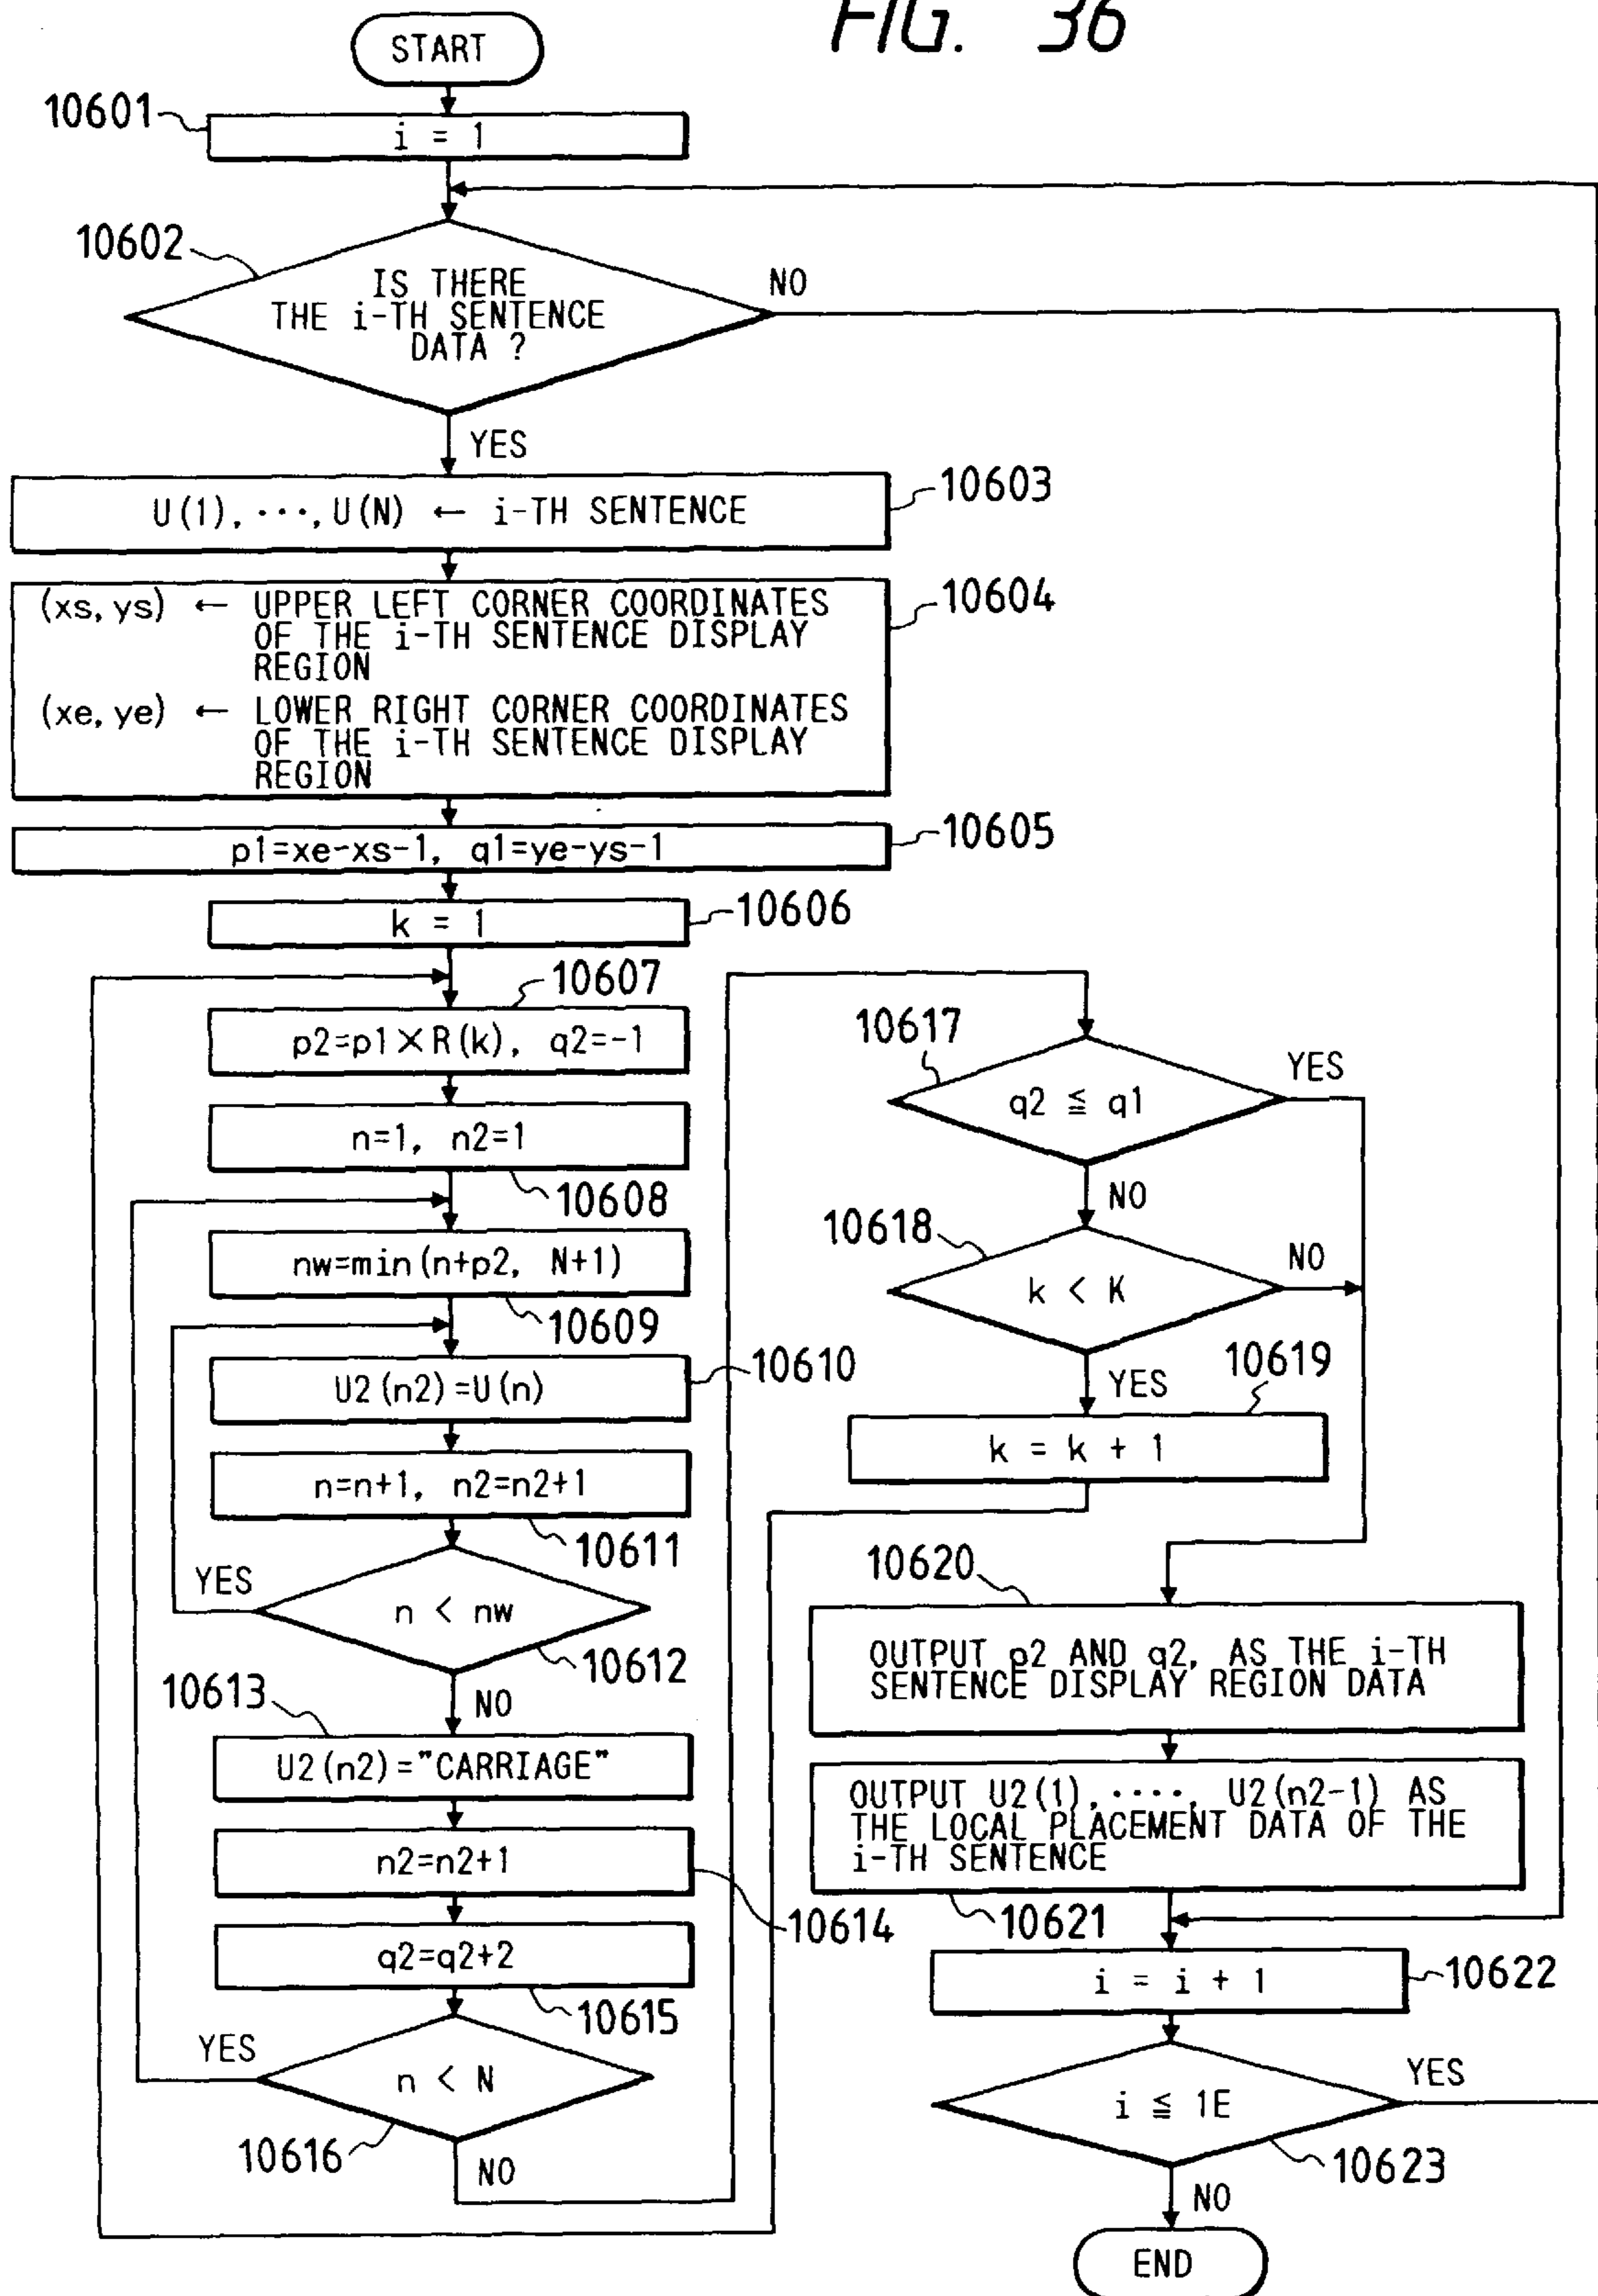 FIG. 36
START
10601
i = 1
10602
IS THERE
THE i-TH SENTENCE
DATA ?
NO
YES
10603
U(1), ···, U(N) ← i-TH SENTENCE
10604
(xs, ys) ← UPPER LEFT CORNER COORDINATES
OF THE i-TH SENTENCE DISPLAY
REGION
(xe, ye) ← LOWER RIGHT CORNER COORDINATES
OF THE i-TH SENTENCE DISPLAY
REGION
10605
p1=xe-xs-1, q1=ye-ys-1
10606
k = 1
10607
p2=p1×R(k), q2=-1
n=1, n2=1
10608
nw=min(n+p2, N+1)
10609
U2(n2)=U(n)
10610
n=n+1, n2=n2+1
10611
YES
n < nw
10612
NO
10613
U2(n2)="CARRIAGE"
n2=n2+1
10614
q2=q2+2
10615
YES
n < N
10616
NO
10617
q2 ≦ q1
YES
NO
10618
k < K
NO
YES
10619
k = k + 1
10620
OUTPUT p2 AND q2, AS THE i-TH
SENTENCE DISPLAY REGION DATA
OUTPUT U2(1), ····, U2(n2-1) AS
THE LOCAL PLACEMENT DATA OF THE
i-TH SENTENCE
10621
i = i + 1
10622
i ≦ 1E
YES
10623
NO
END